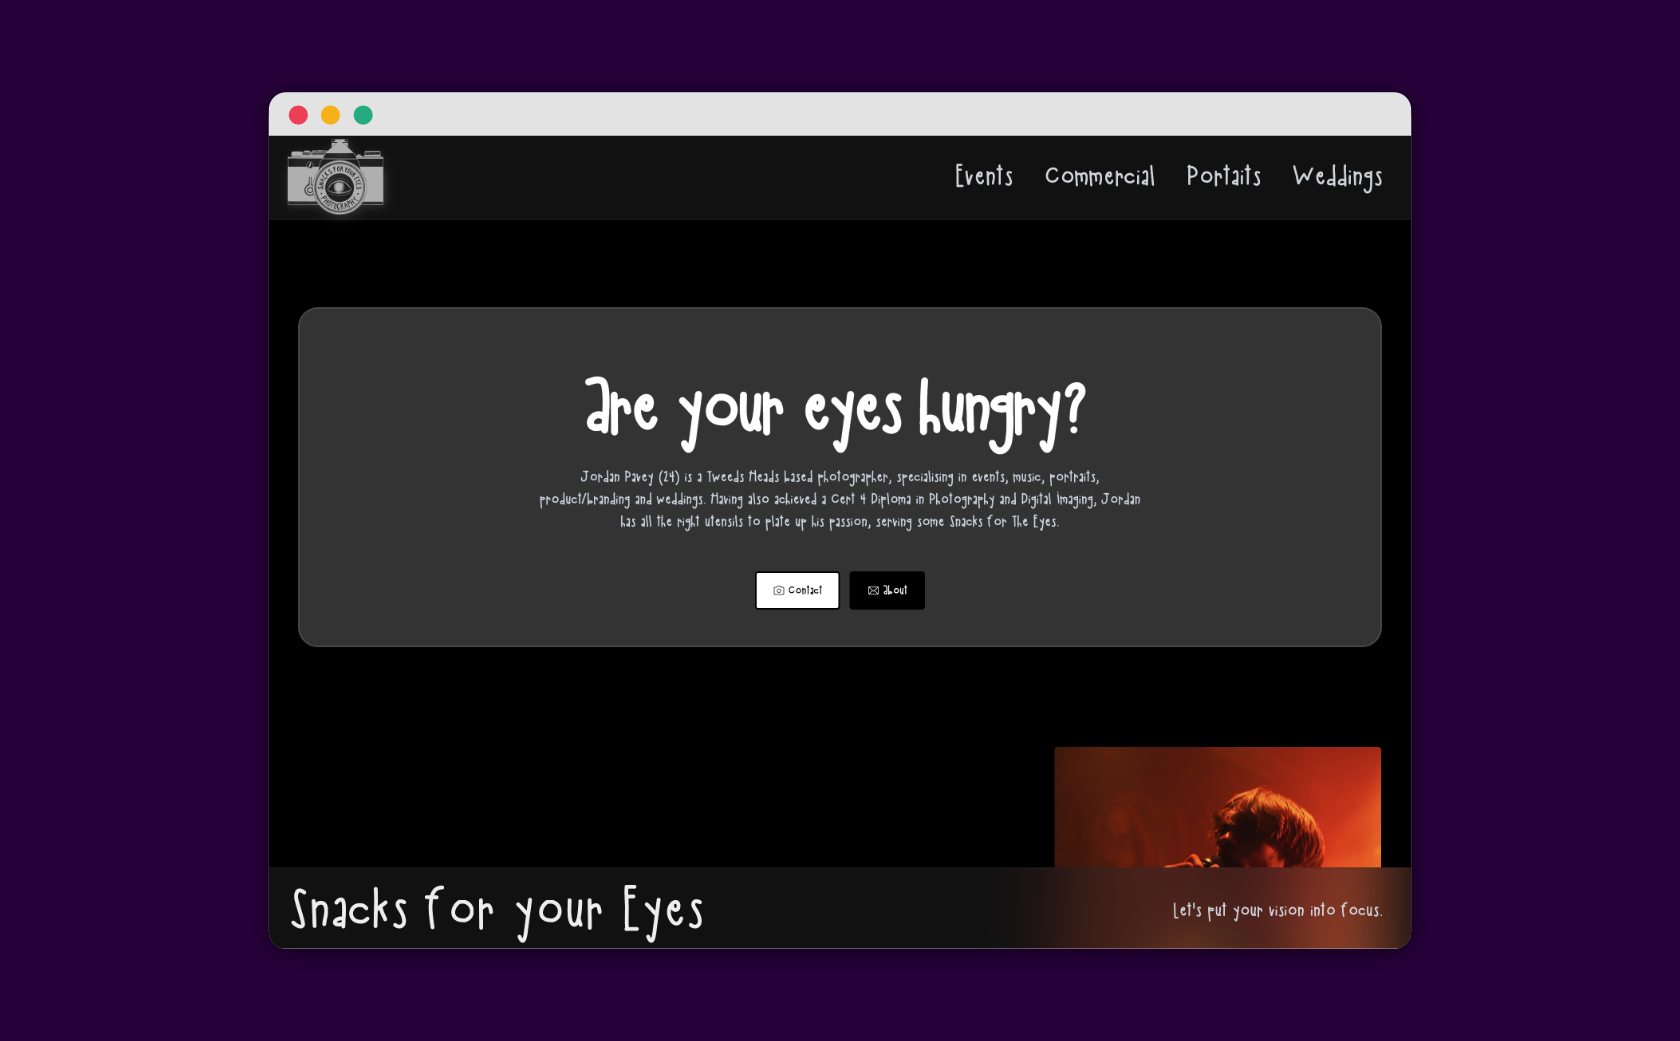 SNACKS FOR YOUR EYES
PHOTOGRAPHY
Events Commercial Portaits Weddings
are your eyes hungry?
Jordan Pavey (24) is a Tweeds Heads based photographer, specialising in events, music, portraits,
product/branding and weddings. Having also achieved a Cert 4 Diploma in Photography and Digital Imaging, Jordan
has all the right utensils to plate up his passion, serving some Snacks for The Eyes.
Contact about
Snacks for your Eyes
Let's put your vision into focus.